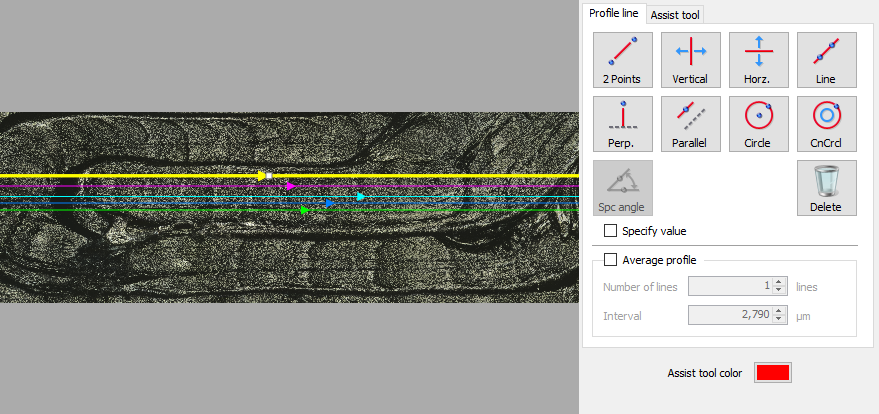 Profile line
Assist tool
2 Points
Vertical
Horz.
Line
Perp.
Parallel
Circle
CnCrcl
Spc angle
Delete
Specify value
Average profile
Number of lines
1
lines
Interval
2,790
µm
Assist tool color